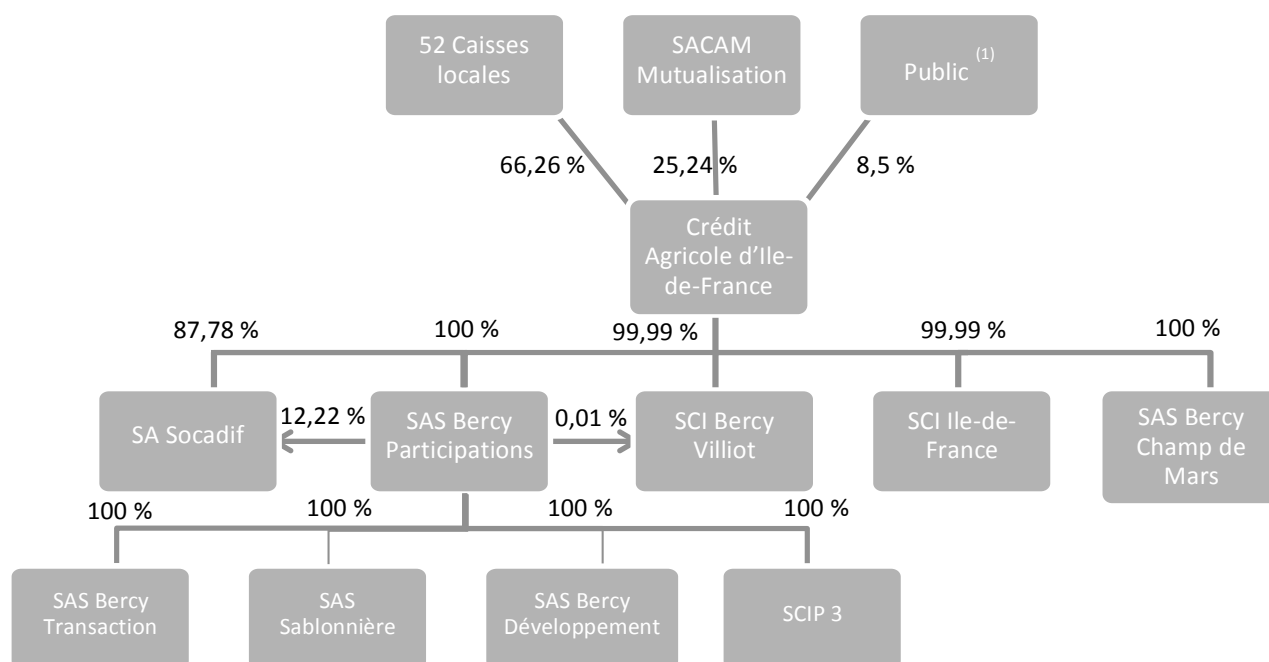 52 Caisses
locales
SACAM
Mutualisation
Public (1)
66,26 %
25,24 %
8,5 %
Crédit
Agricole d’Ile-
de-France
87,78 %
100 %
99,99 %
99,99 %
100 %
SA Socadif
12,22 %
SAS Bercy
Participations
0,01 %
SCI Bercy
Villiot
SCI Ile-de-
France
SAS Bercy
Champ de
Mars
100 %
100 %
100 %
100 %
SAS Bercy
Transaction
SAS
Sablonnière
SAS Bercy
Développement
SCIP 3